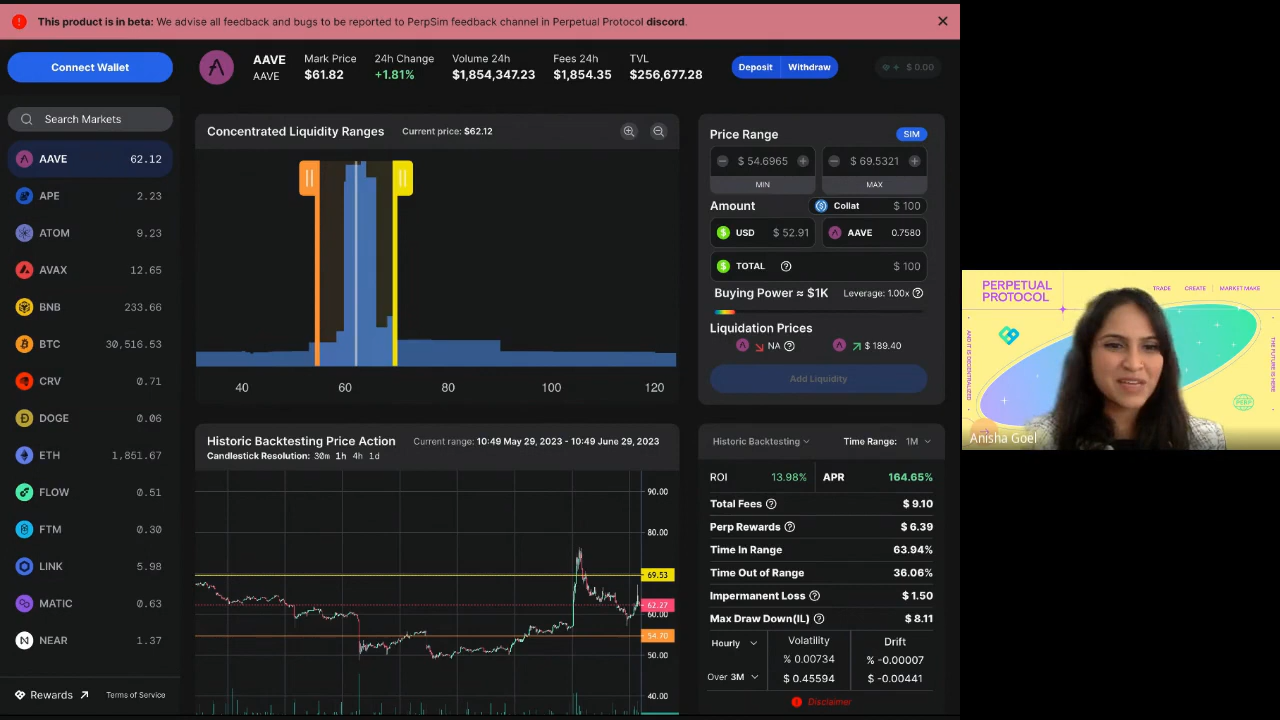 This product is in beta: We advise all feedback and bugs to be reported to PerpSim feedback channel in Perpetual Protocol discord.
Connect Wallet
AAVE
AAVE
Mark Price
$61.82
24h Change
+1.81%
Volume 24h
$1,854,347.23
Fees 24h
$1,854.35
TVL
$256,677.28
Deposit
Withdraw
$ 0.00
Search Markets
AAVE 62.12
APE 2.23
ATOM 9.23
AVAX 12.65
BNB 233.66
BTC 30,516.53
CRV 0.71
DOGE 0.06
ETH 1,851.67
FLOW 0.51
FTM 0.30
LINK 5.98
MATIC 0.63
NEAR 1.37
Rewards
Terms of Service
Concentrated Liquidity Ranges Current price: $62.12
40 60 80 100 120
Price Range SIM
$ 54.6965 $ 69.5321
MIN MAX
Amount Collat $ 100
USD $ 52.91 AAVE 0.7580
TOTAL $ 100
Buying Power ≈ $1K Leverage: 1.00x
Liquidation Prices
NA $ 189.40
Add Liquidity
Historic Backtesting Price Action Current range: 10:49 May 29, 2023 - 10:49 June 29, 2023
Candlestick Resolution: 30m 1h 4h 1d
90.00
80.00
69.53
62.27
60.00
54.70
50.00
40.00
Historic Backtesting Time Range: 1M
ROI 13.98% APR 164.65%
Total Fees $ 9.10
Perp Rewards $ 6.39
Time In Range 63.94%
Time Out of Range 36.06%
Impermanent Loss $ 1.50
Max Draw Down(IL) $ 8.11
Hourly Volatility Drift
% 0.00734 % -0.00007
Over 3M $ 0.45594 $ -0.00441
Disclaimer
PERPETUAL
PROTOCOL
TRADE CREATE MARKET MAKE
AND IT IS DECENTRALIZED
THE FUTURE IS HERE
PERP
Anisha Goel